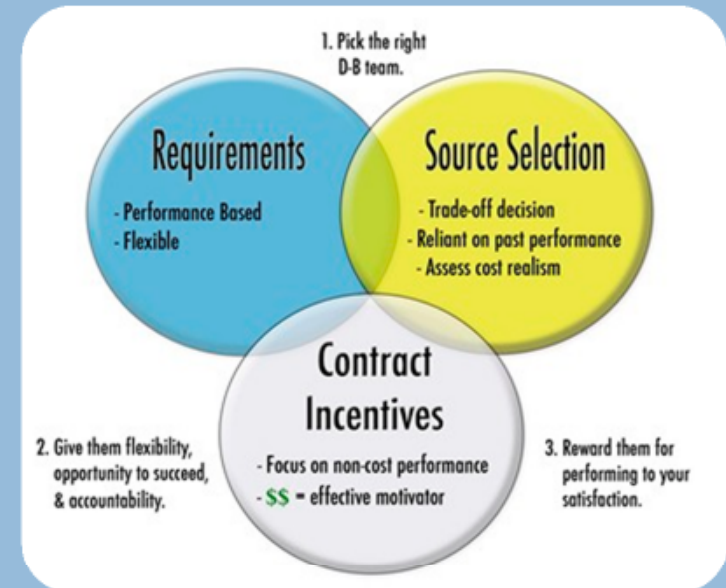 1. Pick the right
D-B team.
Requirements
- Performance Based
- Flexible
Source Selection
- Trade-off decision
- Reliant on past performance
- Assess cost realism
Contract
Incentives
- Focus on non-cost performance
- $$ = effective motivator
2. Give them flexibility,
opportunity to succeed,
& accountability.
3. Reward them for
performing to your
satisfaction.